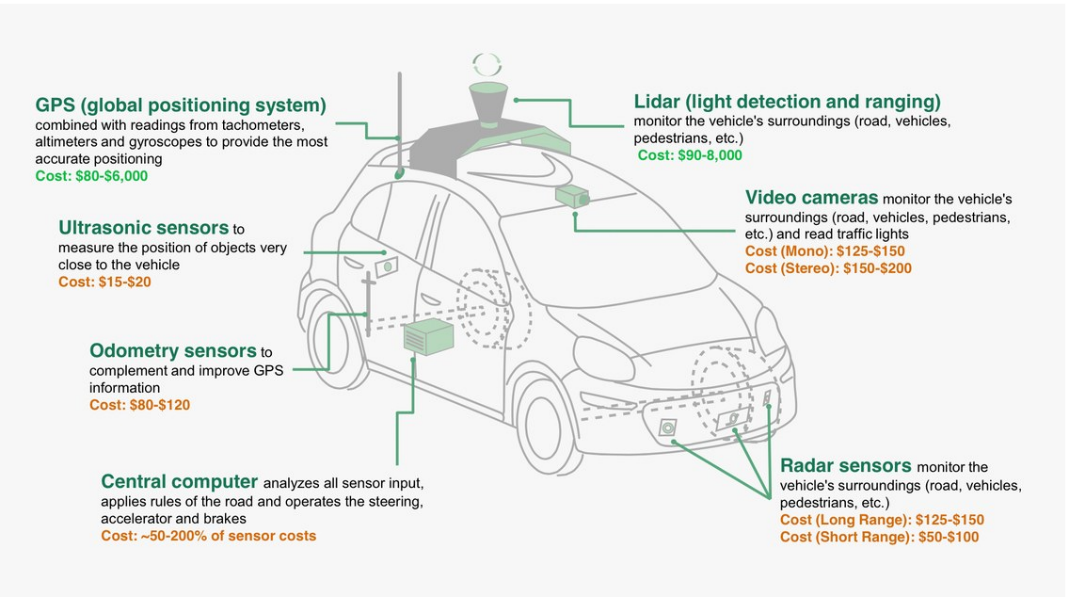 GPS (global positioning system)
combined with readings from tachometers,
altimeters and gyroscopes to provide the most
accurate positioning
Cost: $80-$6,000
Lidar (light detection and ranging)
monitor the vehicle's surroundings (road, vehicles,
pedestrians, etc.)
Cost: $90-8,000
Ultrasonic sensors to
measure the position of objects very
close to the vehicle
Cost: $15-$20
Video cameras monitor the vehicle's
surroundings (road, vehicles, pedestrians,
etc.) and read traffic lights
Cost (Mono): $125-$150
Cost (Stereo): $150-$200
Odometry sensors to
complement and improve GPS
information
Cost: $80-$120
Central computer analyzes all sensor input,
applies rules of the road and operates the steering,
accelerator and brakes
Cost: ~50-200% of sensor costs
Radar sensors monitor the
vehicle's surroundings (road, vehicles,
pedestrians, etc.)
Cost (Long Range): $125-$150
Cost (Short Range): $50-$100